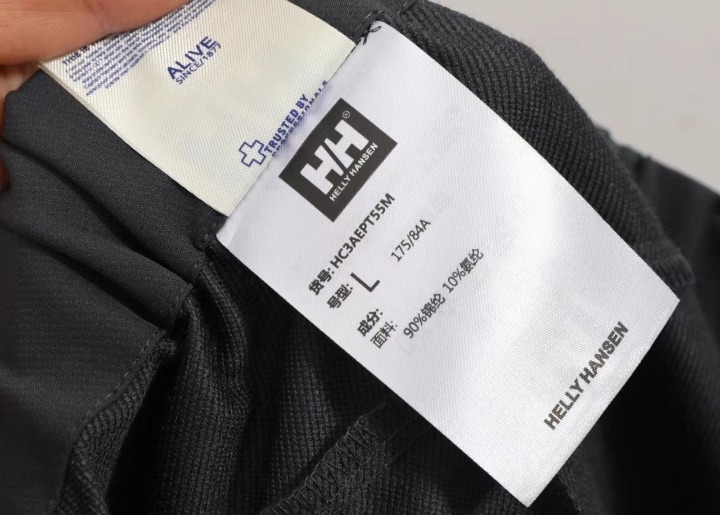 ALIVE
SINCE/1877
TRUSTED BY
PROFESSIONALS
HH®
HELLY HANSEN
货号: HC3AEPT55M
号型: L 175/84A
成分:
面料: 90%锦纶 10%氨纶
HELLY HANSEN